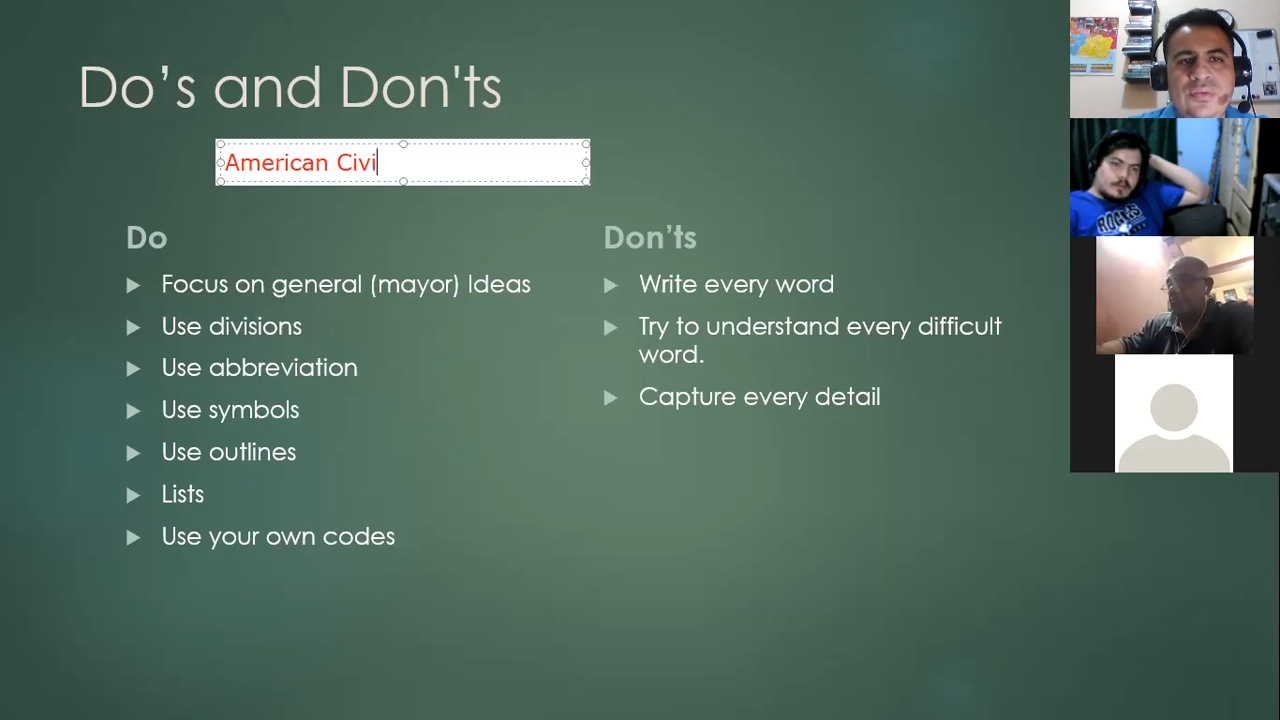 Do’s and Don'ts
American Civi
Do
Focus on general (mayor) Ideas
Use divisions
Use abbreviation
Use symbols
Use outlines
Lists
Use your own codes
Don’ts
Write every word
Try to understand every difficult
word.
Capture every detail